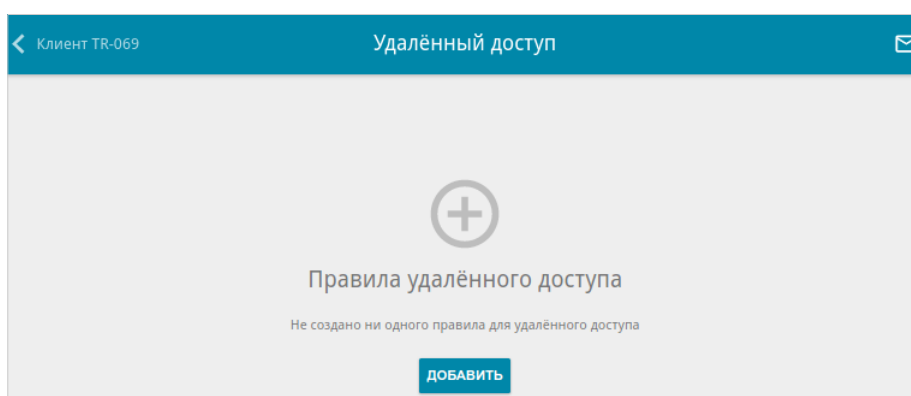 Клиент TR-069
Удалённый доступ
Правила удалённого доступа
Не создано ни одного правила для удалённого доступа
ДОБАВИТЬ